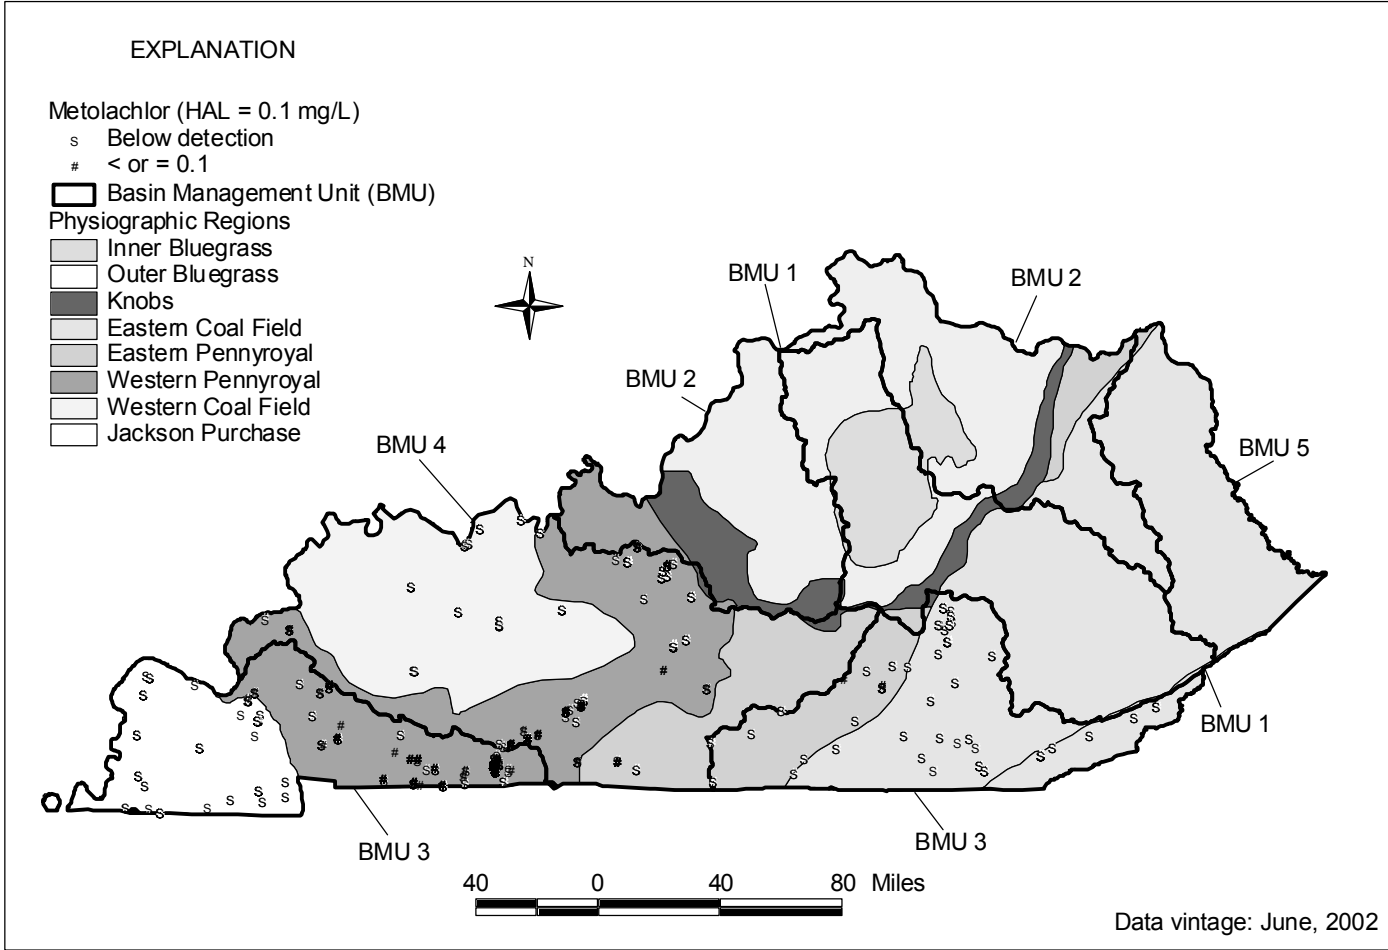 EXPLANATION
Metolachlor (HAL = 0.1 mg/L)
s Below detection
# < or = 0.1
Basin Management Unit (BMU)
Physiographic Regions
Inner Bluegrass
Outer Bluegrass
Knobs
Eastern Coal Field
Eastern Pennyroyal
Western Pennyroyal
Western Coal Field
Jackson Purchase
N
BMU 1
BMU 2
BMU 2
BMU 4
BMU 5
BMU 1
BMU 3
BMU 3
40 0 40 80 Miles
Data vintage: June, 2002